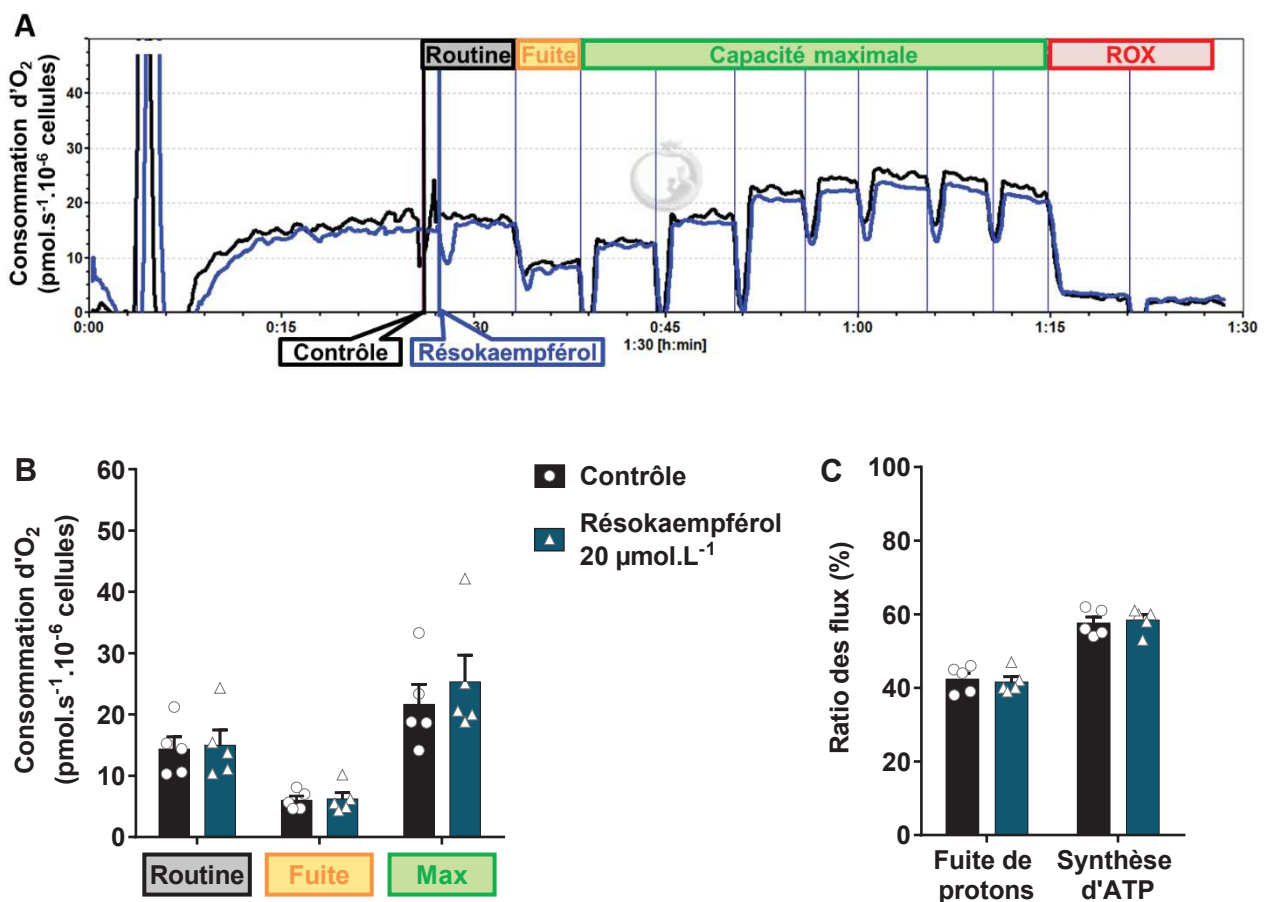 A
Routine
Fuite
Capacité maximale
ROX
Consommation d'O2
(pmol.s-1.10-6 cellules)
40
30
20
10
0
0:00
0:15
30
0:45
1:00
1:15
1:30
1:30 [h:min]
Contrôle
Résokaempférol
B
Consommation d'O2
(pmol.s-1.10-6 cellules)
60
50
40
30
20
10
0
Routine
Fuite
Max
Contrôle
Résokaempférol
20 µmol.L-1
C
Ratio des flux (%)
100
80
60
40
20
0
Fuite de
protons
Synthèse
d'ATP